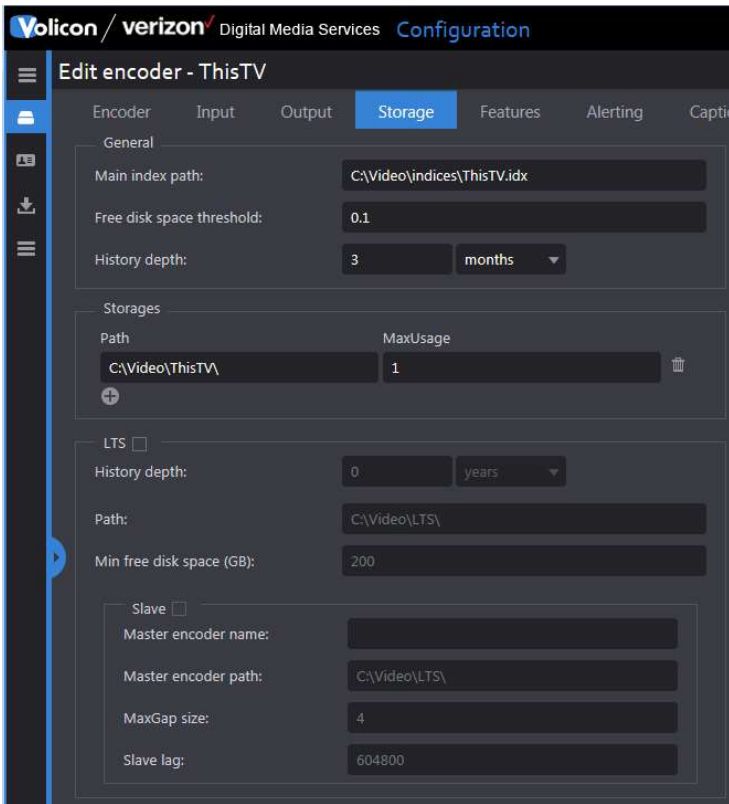 Volicon / verizon✓ Digital Media Services Configuration
Edit encoder - ThisTV
Encoder Input Output Storage Features Alerting Captic
General
Main index path: C:\Video\indices\ThisTV.idx
Free disk space threshold: 0.1
History depth: 3 months
Storages
Path MaxUsage
C:\Video\ThisTV\ 1
LTS
History depth: 0 years
Path: C:\Video\LTS\
Min free disk space (GB): 200
Slave
Master encoder name:
Master encoder path: C:\Video\LTS\
MaxGap size: 4
Slave lag: 604800